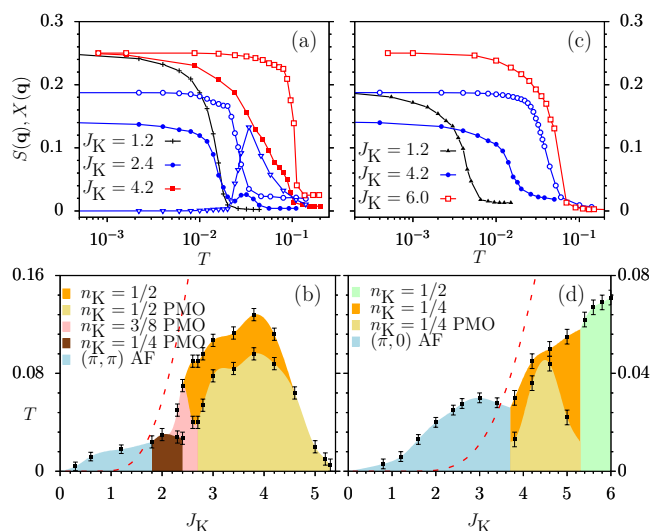 (a)
(c)
S(q), X(q)
0.3
0.2
0.1
0
J_K = 1.2
J_K = 2.4
J_K = 4.2
10⁻³
10⁻²
10⁻¹
T
J_K = 1.2
J_K = 4.2
J_K = 6.0
10⁻³
10⁻²
10⁻¹
T
0.3
0.2
0.1
0
(b)
n_K = 1/2
n_K = 1/2 PMO
n_K = 3/8 PMO
n_K = 1/4 PMO
(π, π) AF
0.16
0.08
0
T
0
1
2
3
4
5
J_K
(d)
n_K = 1/2
n_K = 1/4
n_K = 1/4 PMO
(π, 0) AF
0.08
0.04
0
0
1
2
3
4
5
6
J_K